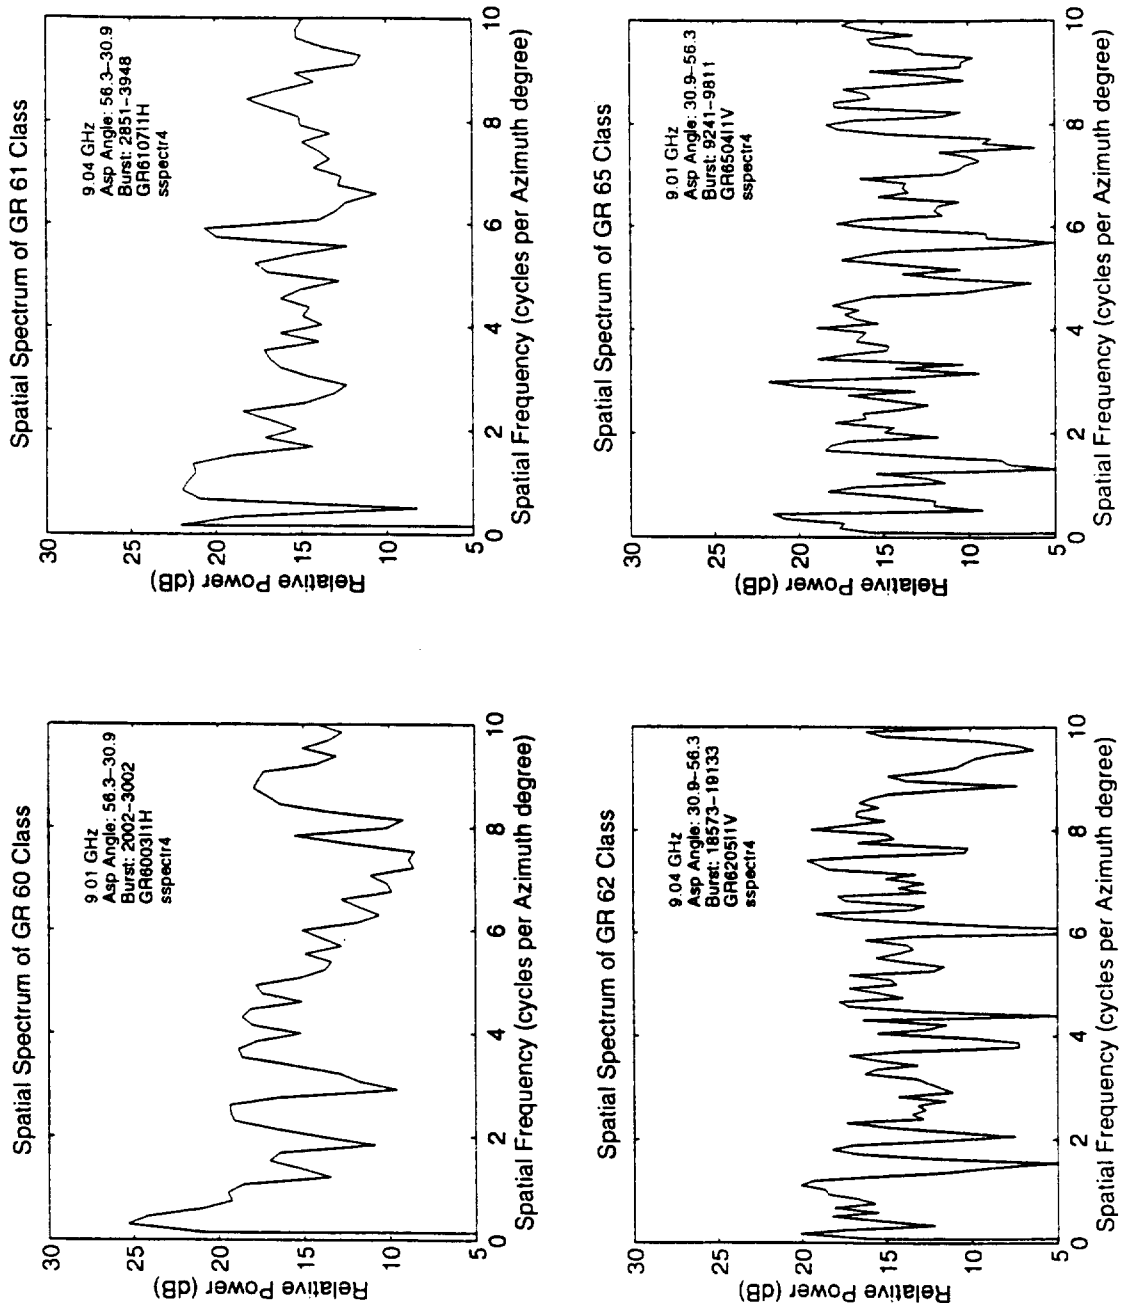 Spatial Spectrum of GR 60 Class
30
25
20
15
10
5
Relative Power (dB)
9.01 GHz
Asp Angle: 56.3-30.9
Burst: 2002-3002
GR6003I1H
sspectr4
0 2 4 6 8 10
Spatial Frequency (cycles per Azimuth degree)
Spatial Spectrum of GR 61 Class
30
25
20
15
10
5
Relative Power (dB)
9.04 GHz
Asp Angle: 56.3-30.9
Burst: 2851-3948
GR6107I1H
sspectr4
0 2 4 6 8 10
Spatial Frequency (cycles per Azimuth degree)
Spatial Spectrum of GR 62 Class
30
25
20
15
10
5
Relative Power (dB)
9.04 GHz
Asp Angle: 30.9-56.3
Burst: 18573-19133
GR6205I1V
sspectr4
0 2 4 6 8 10
Spatial Frequency (cycles per Azimuth degree)
Spatial Spectrum of GR 65 Class
30
25
20
15
10
5
Relative Power (dB)
9.01 GHz
Asp Angle: 30.9-56.3
Burst: 9241-9811
GR6504I1V
sspectr4
0 2 4 6 8 10
Spatial Frequency (cycles per Azimuth degree)